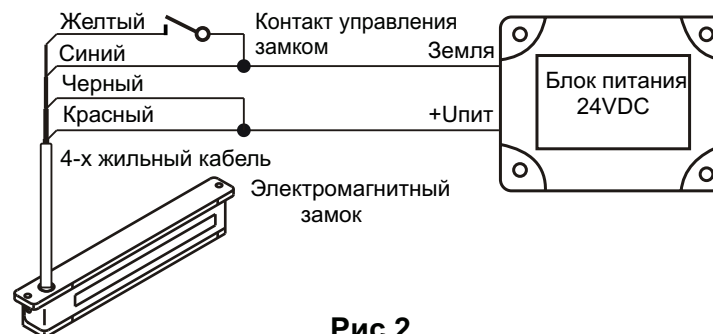 Желтый
Контакт управления
замком
Синий
Земля
Черный
Блок питания
24VDC
Красный
+Uпит
4-х жильный кабель
Электромагнитный
замок
Рис.2